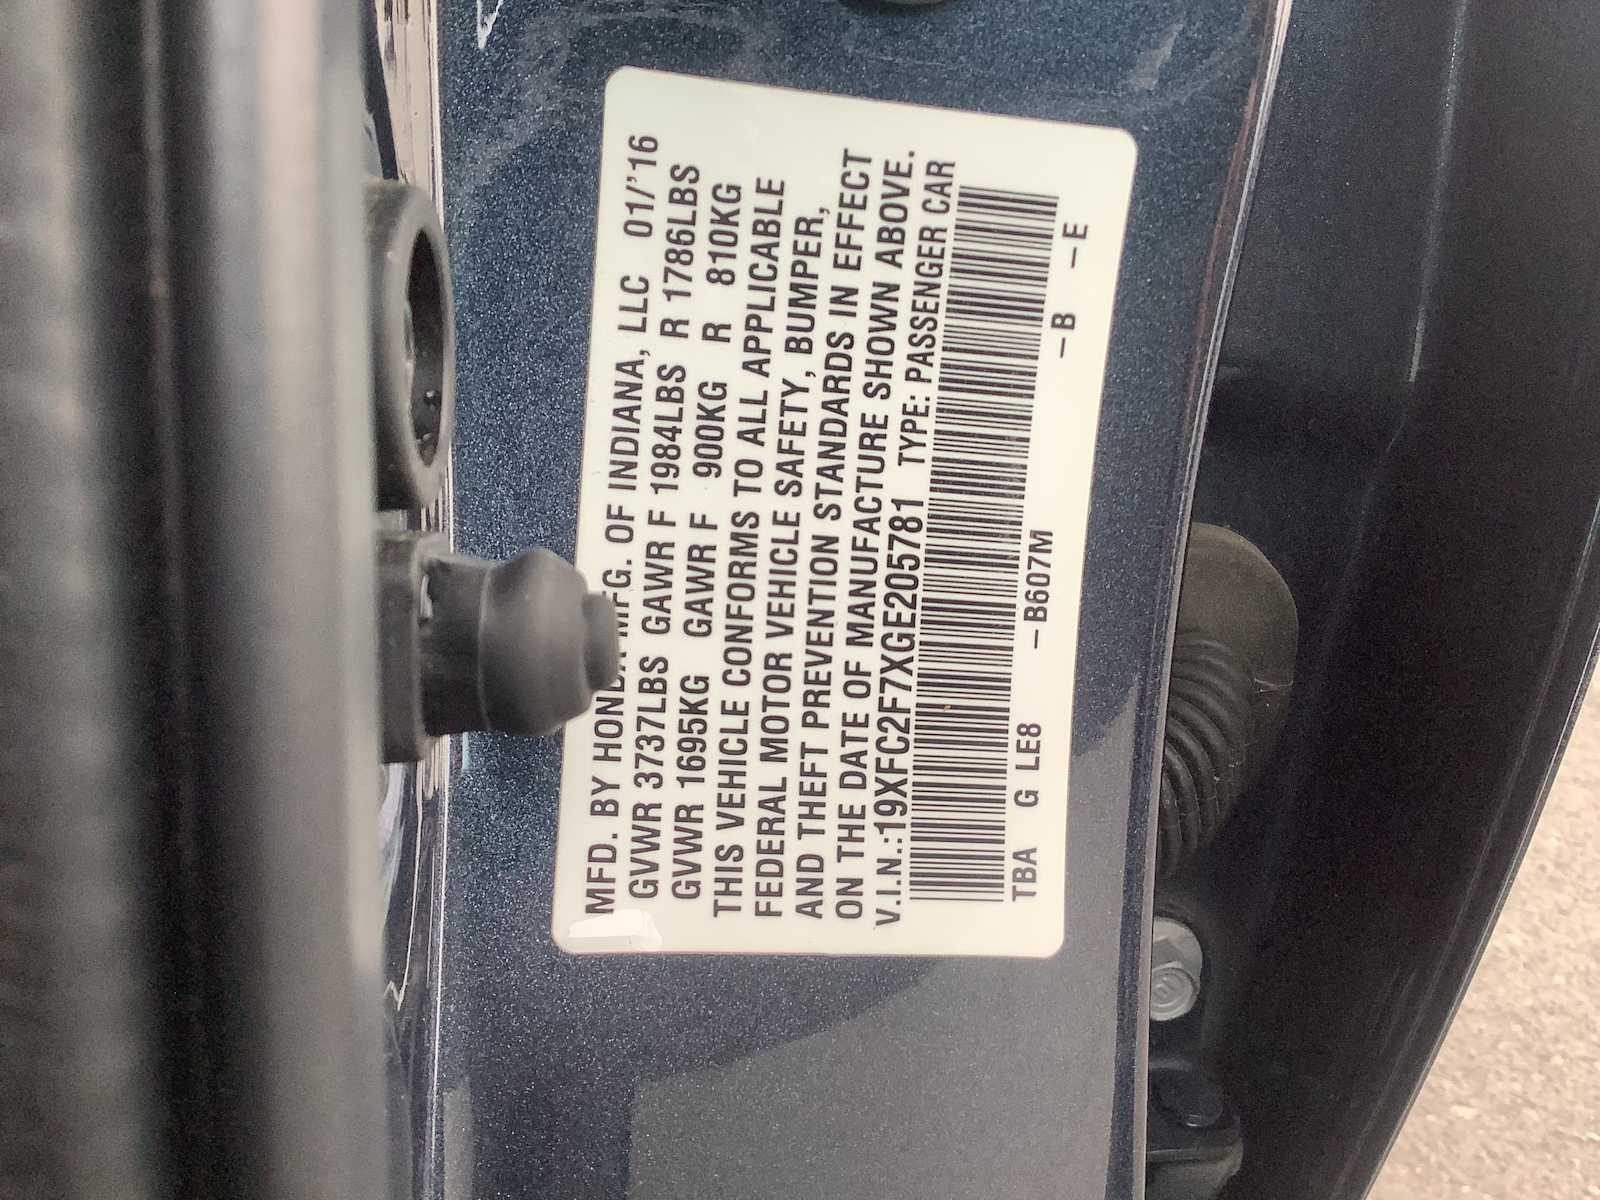 MFD. BY HONDA MFG. OF INDIANA, LLC 01/'16
GVWR 3737LBS GAWR F 1984LBS R 1786LBS
GVWR 1695KG GAWR F 900KG R 810KG
THIS VEHICLE CONFORMS TO ALL APPLICABLE
FEDERAL MOTOR VEHICLE SAFETY, BUMPER,
AND THEFT PREVENTION STANDARDS IN EFFECT
ON THE DATE OF MANUFACTURE SHOWN ABOVE.
V.I.N.:19XFC2F7XGE205781 TYPE: PASSENGER CAR
TBA G LE8 –B607M –B –E